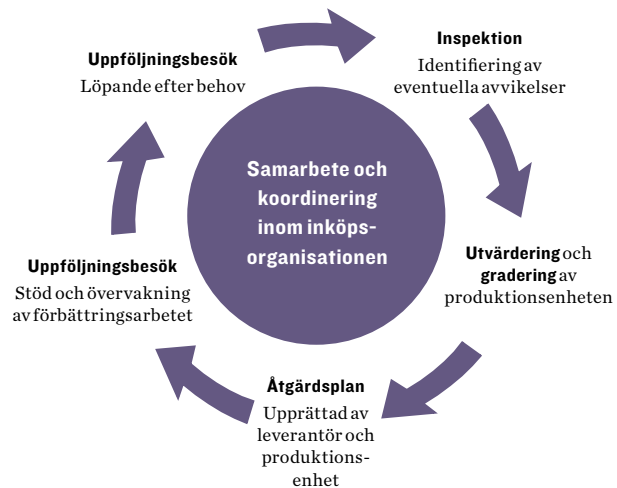 Uppföljningsbesök
Löpande efter behov
Inspektion
Identifiering av
eventuella avvikelser
Samarbete och
koordinering
inom inköps-
organisationen
Utvärdering och
gradering av
produktionsenheten
Åtgärdsplan
Upprättad av
leverantör och
produktions-
enhet
Uppföljningsbesök
Stöd och övervakning
av förbättringsarbetet